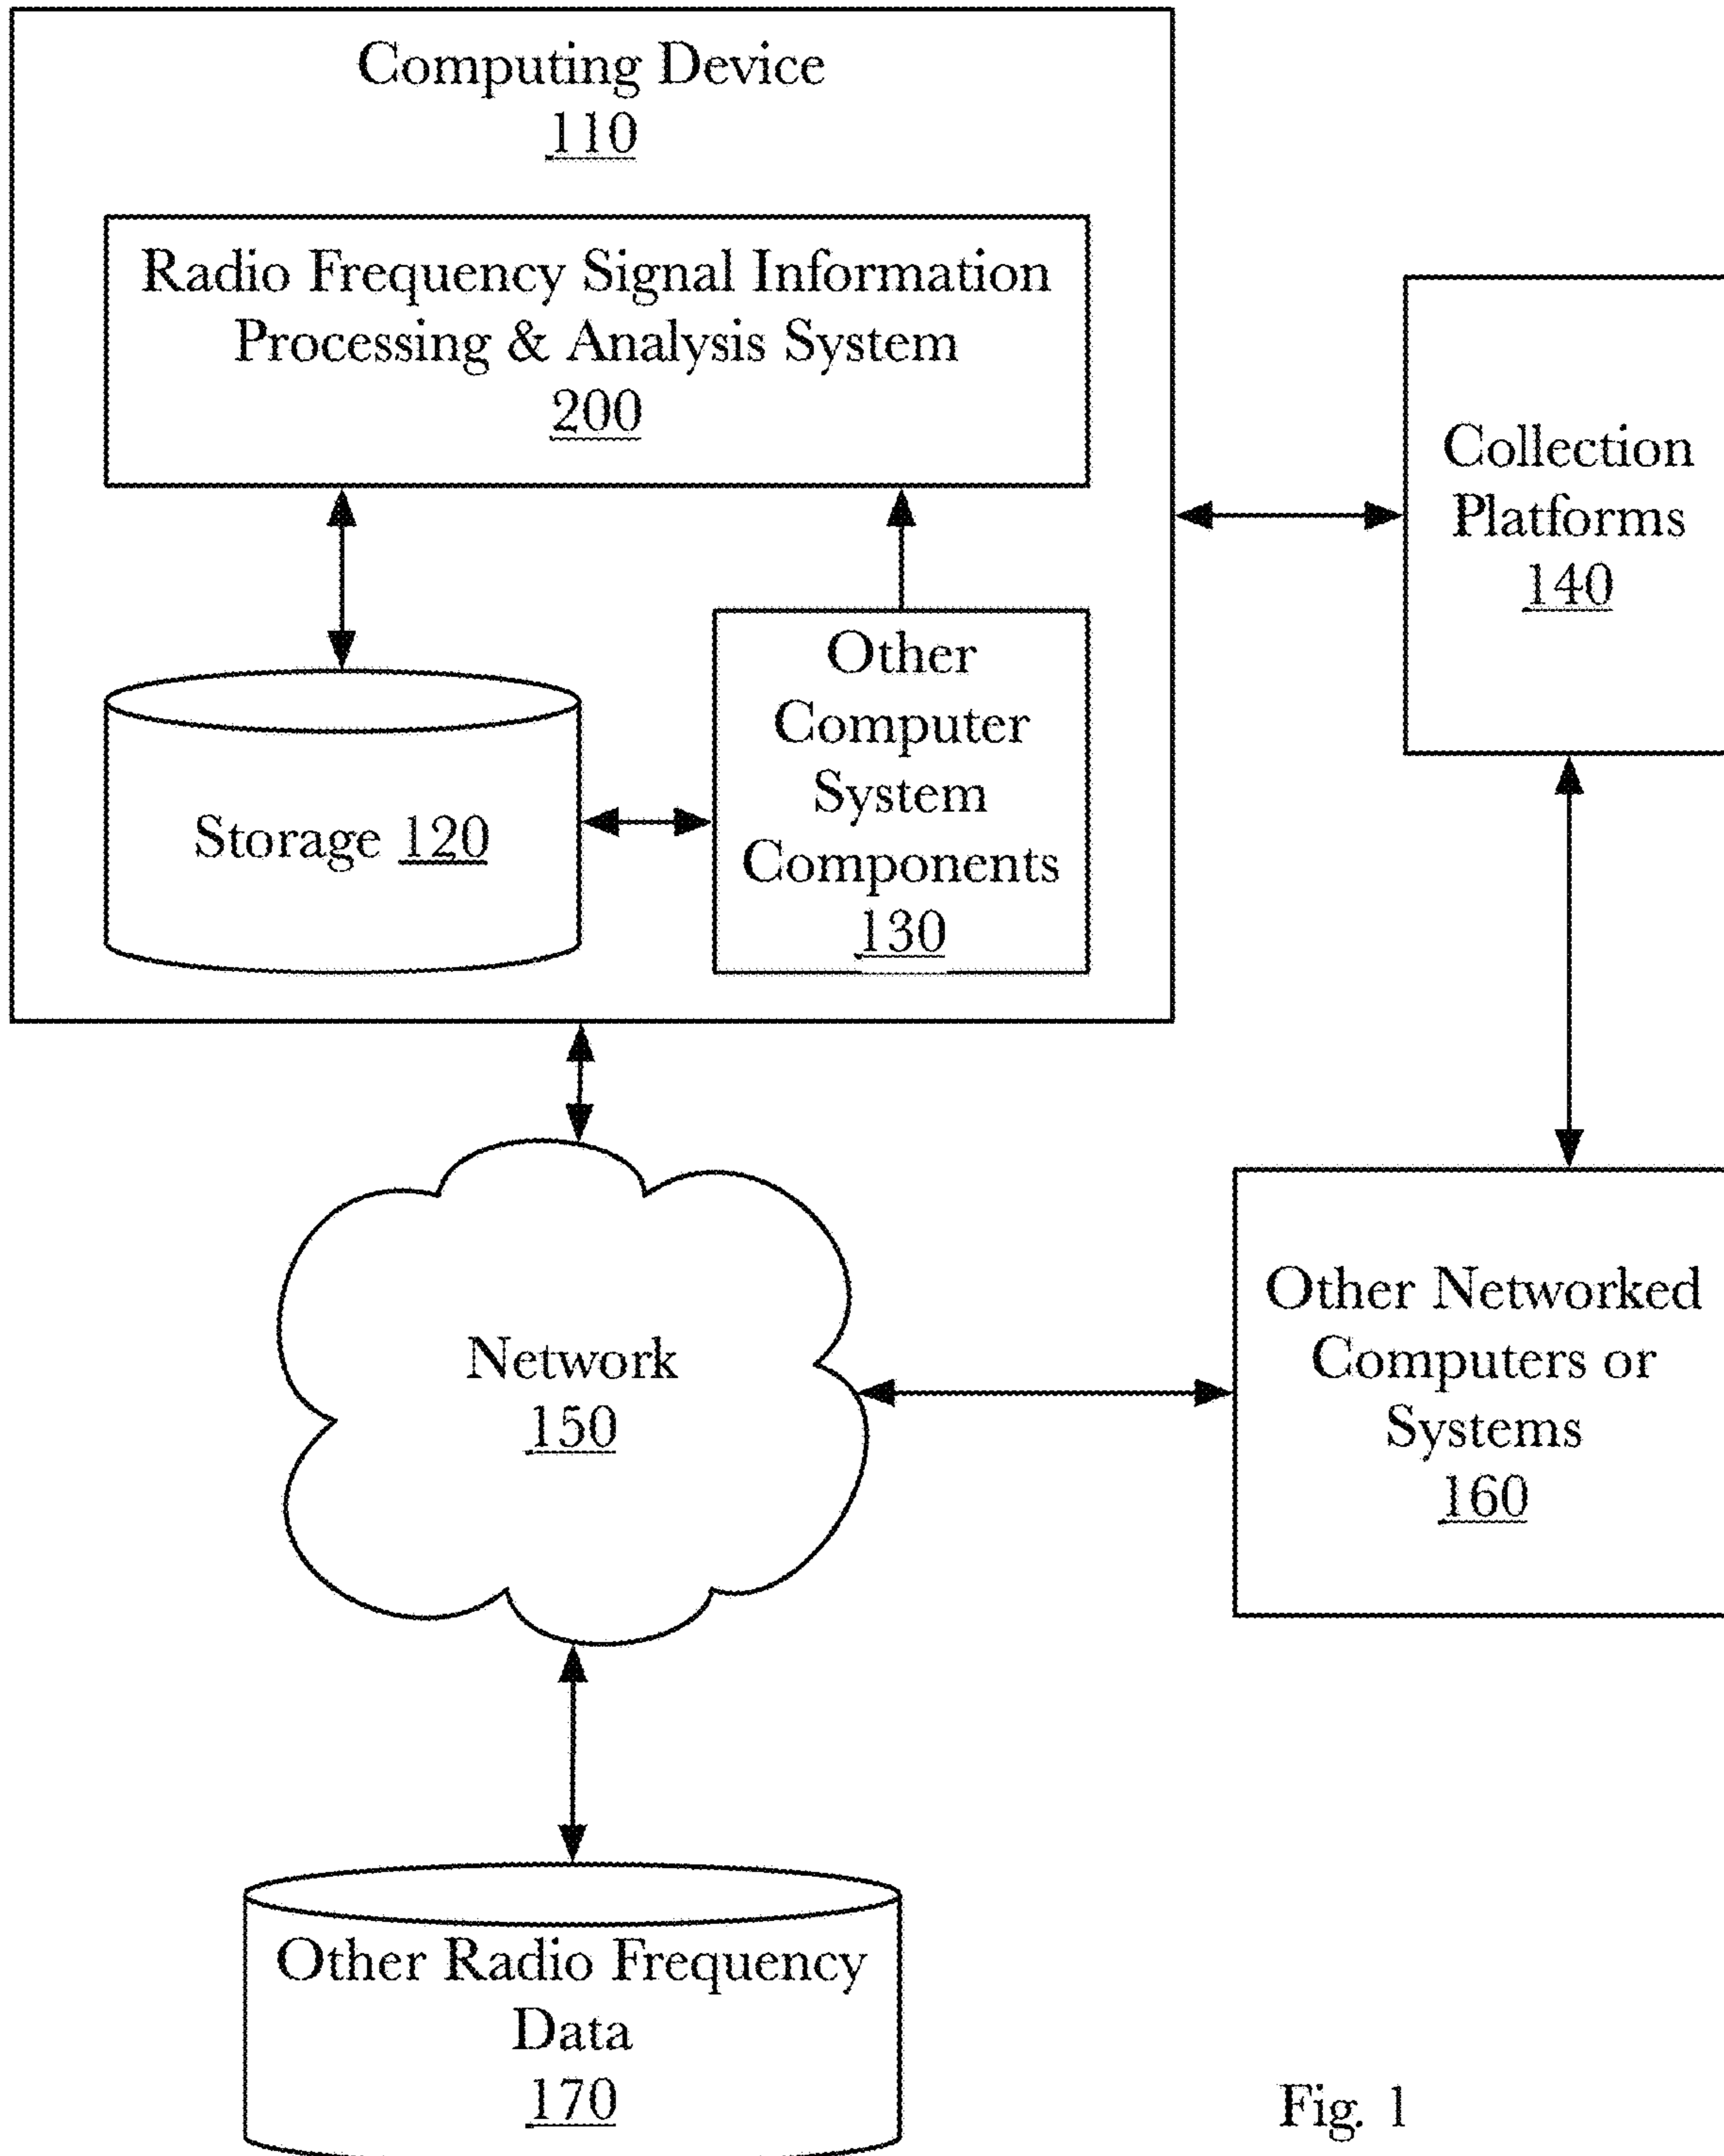 Computing Device
110
Radio Frequency Signal Information
Processing & Analysis System
200
Collection
Platforms
140
Other
Computer
System
Components
130
Storage 120
Network
150
Other Networked
Computers or
Systems
160
Other Radio Frequency
Data
170
Fig. 1